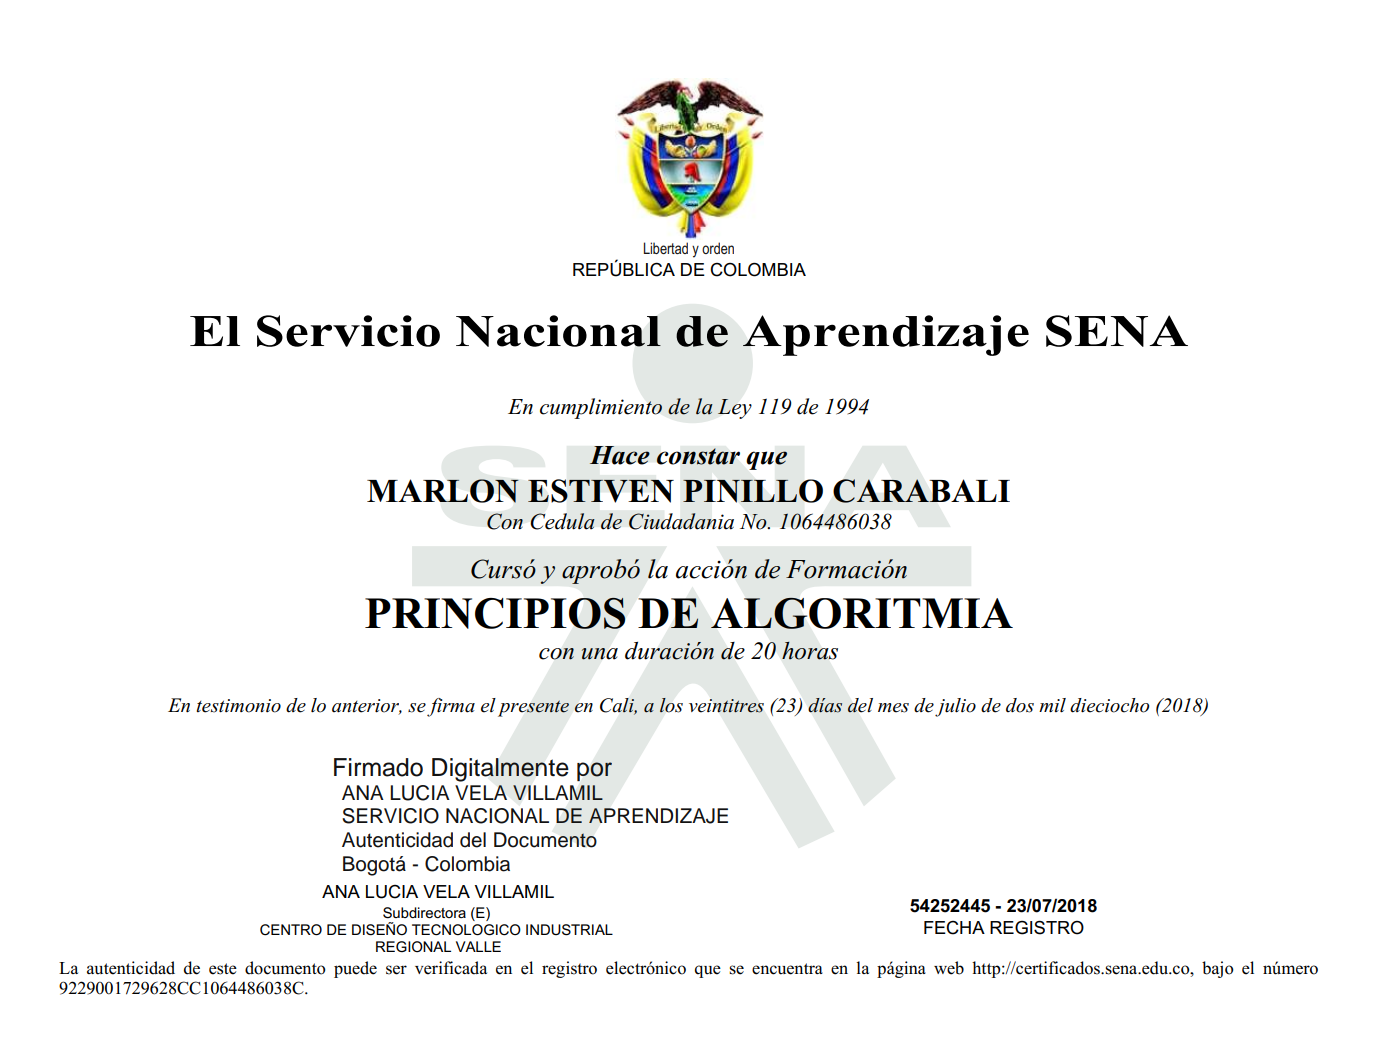 Libertad y Orden
Libertad y orden
REPÚBLICA DE COLOMBIA
El Servicio Nacional de Aprendizaje SENA
En cumplimiento de la Ley 119 de 1994
SENA
Hace constar que
MARLON ESTIVEN PINILLO CARABALI
Con Cedula de Ciudadania No. 1064486038
Cursó y aprobó la acción de Formación
PRINCIPIOS DE ALGORITMIA
con una duración de 20 horas
En testimonio de lo anterior, se firma el presente en Cali, a los veintitres (23) días del mes de julio de dos mil dieciocho (2018)
Firmado Digitalmente por
ANA LUCIA VELA VILLAMIL
SERVICIO NACIONAL DE APRENDIZAJE
Autenticidad del Documento
Bogotá - Colombia
ANA LUCIA VELA VILLAMIL
Subdirectora (E)
CENTRO DE DISEÑO TECNOLOGICO INDUSTRIAL
REGIONAL VALLE
54252445 - 23/07/2018
FECHA REGISTRO
La autenticidad de este documento puede ser verificada en el registro electrónico que se encuentra en la página web http://certificados.sena.edu.co, bajo el número
9229001729628CC1064486038C.